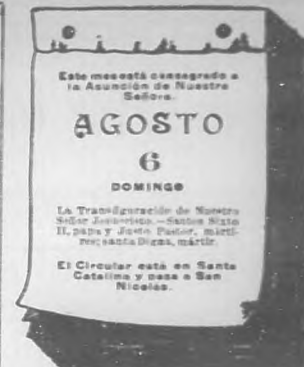 Este mes está consagrado a
la Asunción de Nuestra
Señora.
AGOSTO
6
DOMINGO
La Transfiguración de Nuestro
Señor Jesucristo.—Santos Sixto
II, papa y Justo Pastor, márti-
res; santa Digna, mártir.
El Circular está en Santa
Catalina y pasa a San
Nicolás.